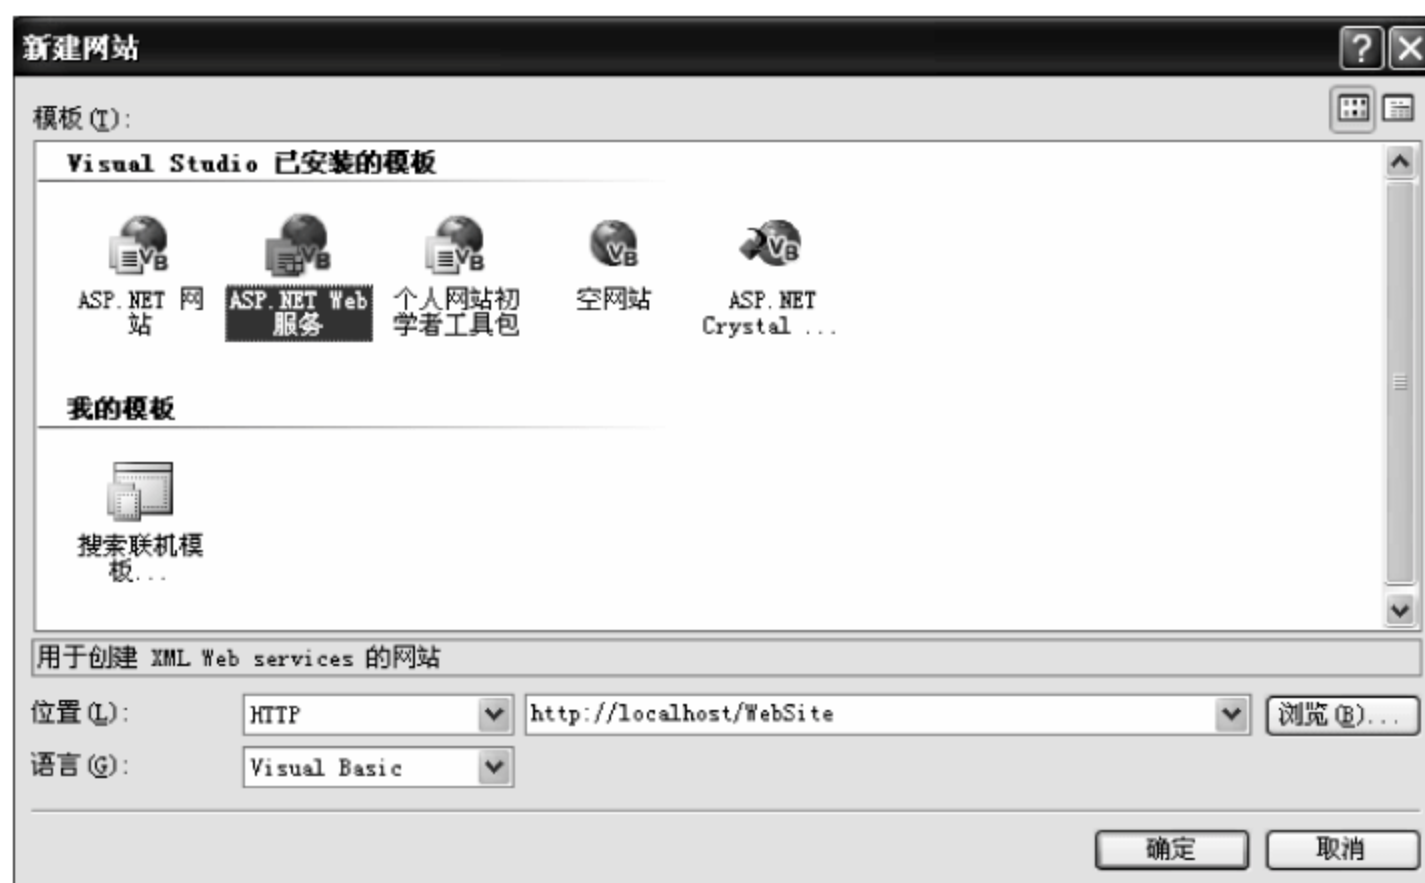 新建网站
模板(T):
Visual Studio 已安装的模板
ASP.NET 网
站
ASP.NET Web
服务
个人网站初
学者工具包
空网站
ASP.NET
Crystal ...
我的模板
搜索联机模
板...
用于创建 XML Web services 的网站
位置(L):
HTTP
http://localhost/WebSite
浏览(B)...
语言(G):
Visual Basic
确定
取消